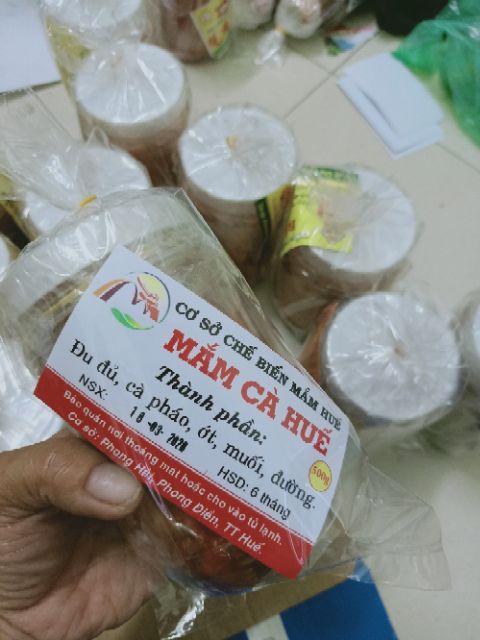 CƠ SỞ CHẾ BIẾN MẮM HUẾ
MẮM CÀ HUẾ
Thành phần:
Đu đủ, cà pháo, ớt, muối, đường.
NSX:
HSD: 6 tháng
500g
Bảo quản nơi thoáng mát hoặc cho vào tủ lạnh.
Cơ sở: Phong Hòa, Phong Điền, TT Huế.